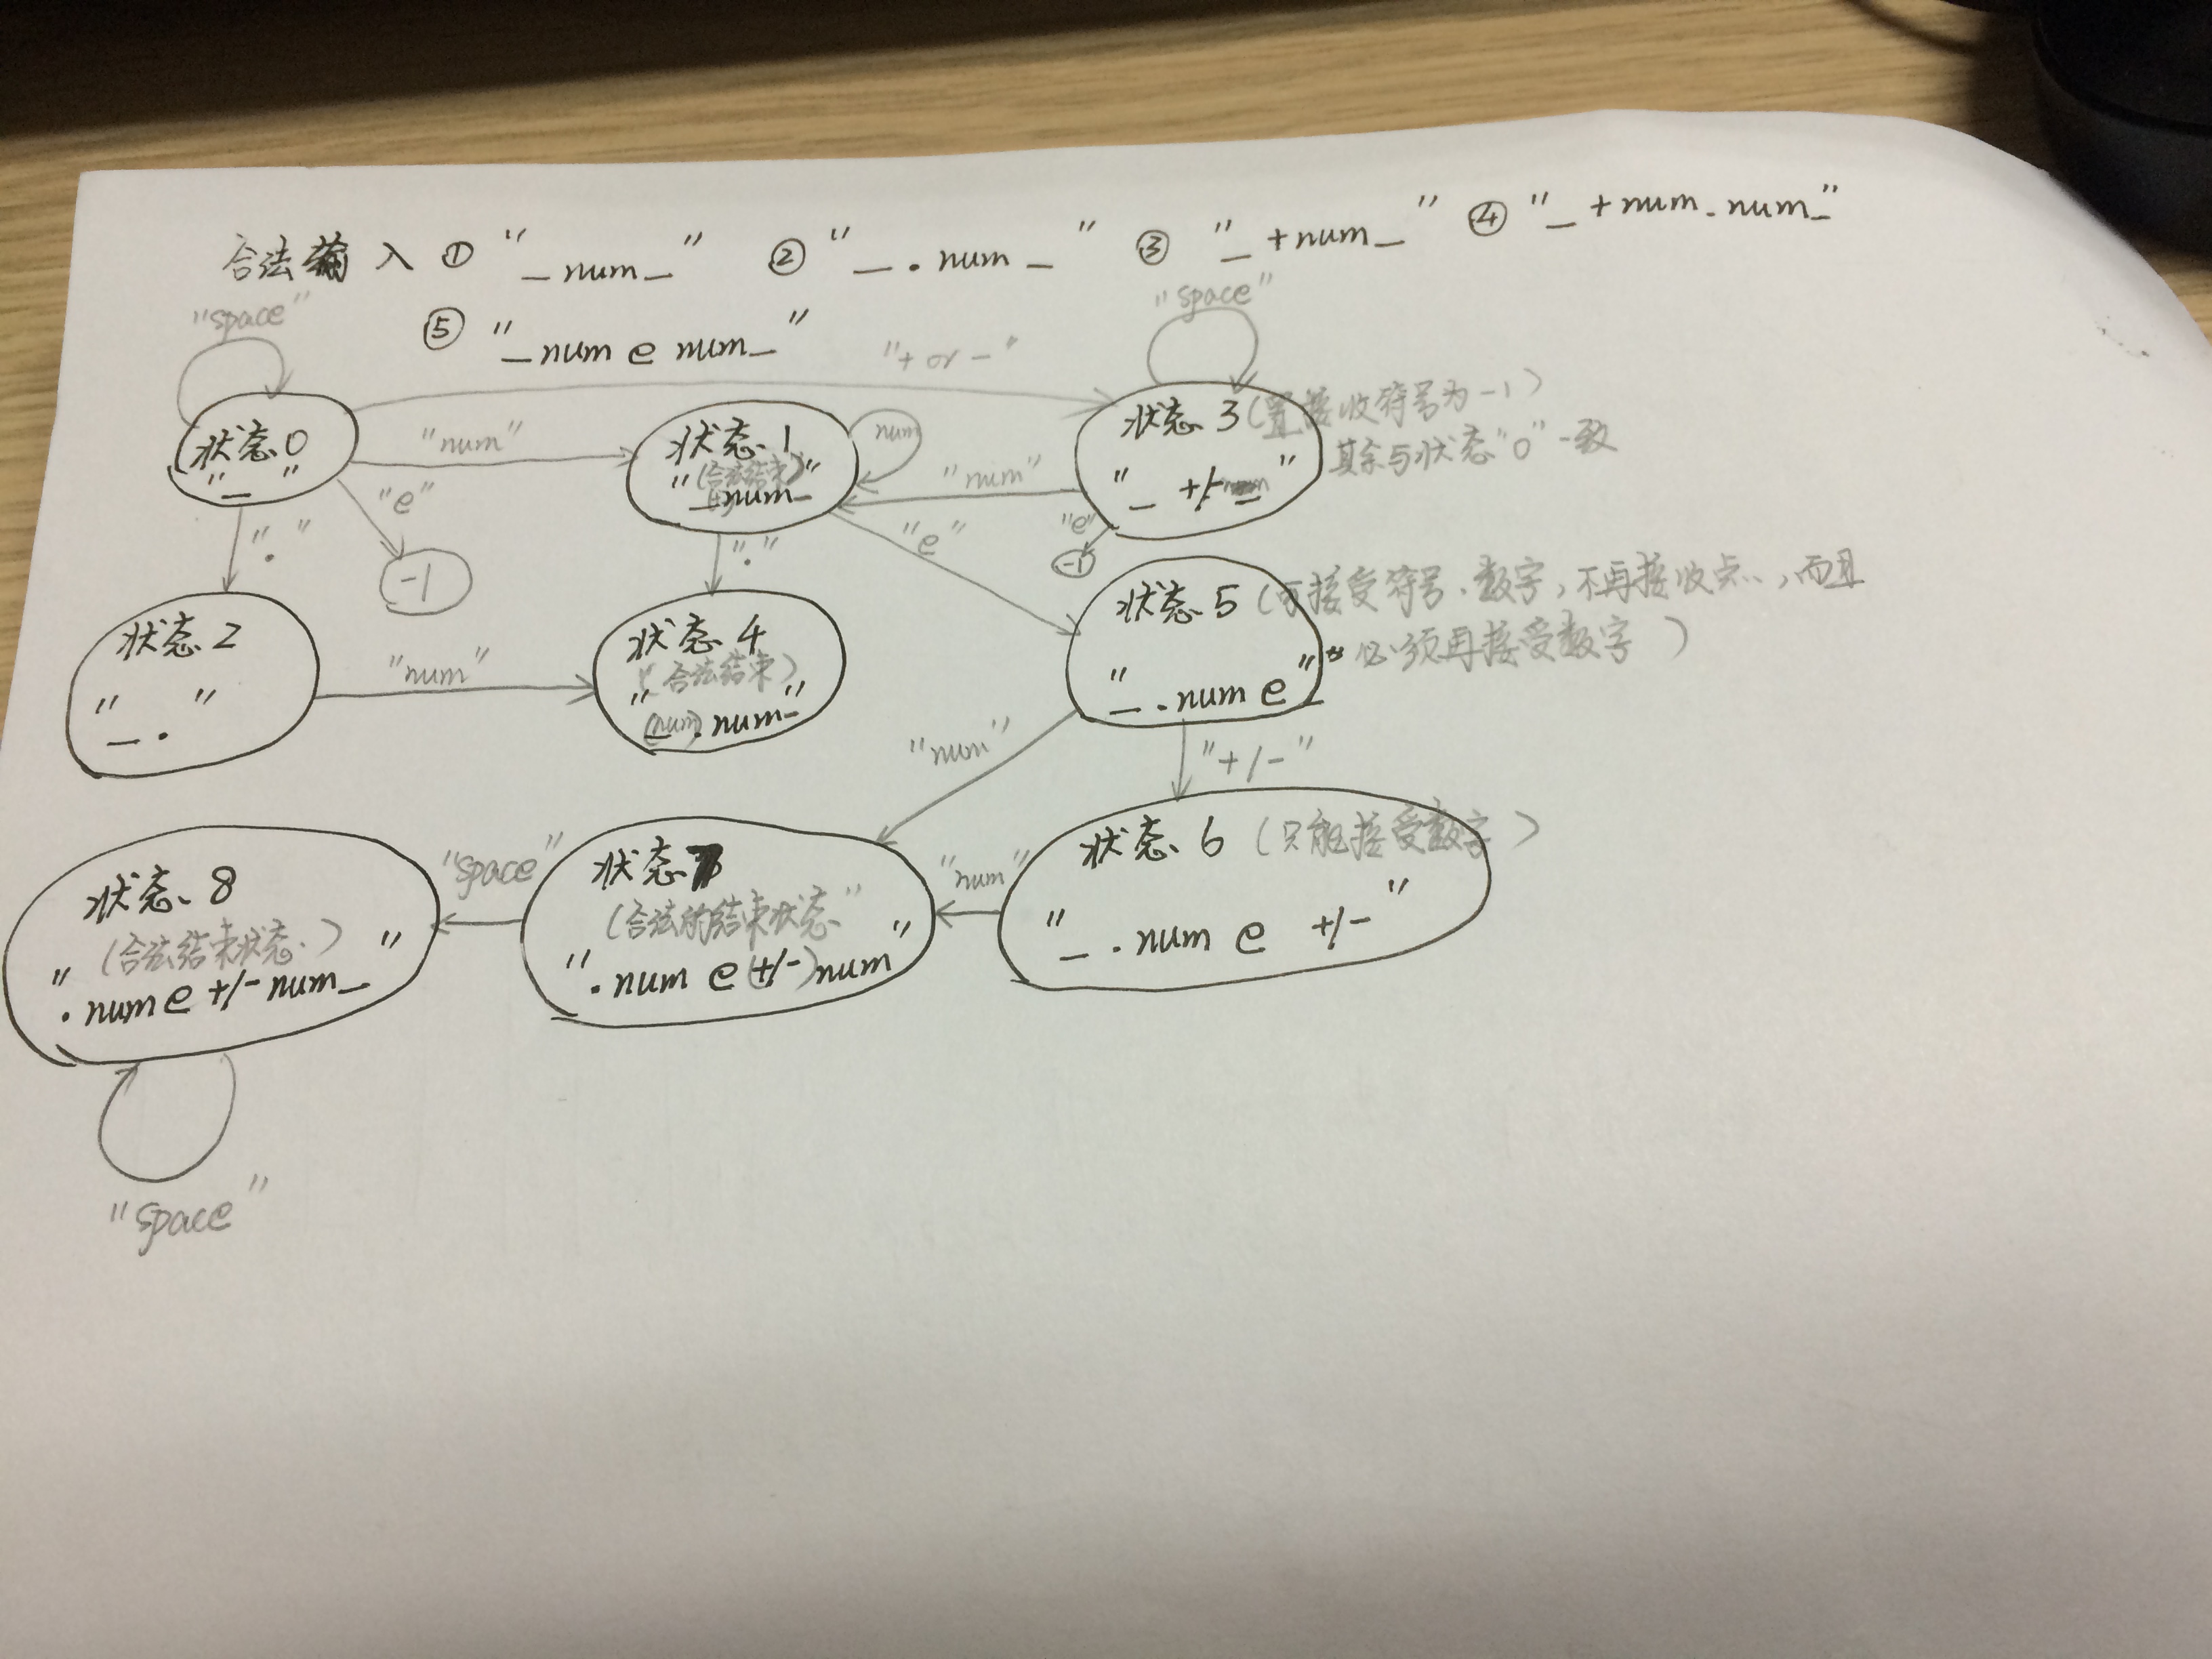 合法输入 ① "_num_" ② "_.num_" ③ "_+num_" ④ "_+num.num_"
⑤ "_num e num_"
"space"
"space"
"+ or -"
状态0
"_"
"num"
状态1
(合法结束)
"_+num_"
num
"num"
状态3(置接收符号为-1)
其余与状态"0"一致
"_ +/- "
"e"
-1
"."
"e"
-1
"."
"e"
状态2
"_."
"num"
状态4
(合法结束)
"_(num).num_"
状态5(可接受符号、数字,不再接收点,而且
必须再接受数字)
"_.num e"
"num"
"+/-"
状态8
(合法结束状态)
".num e +/- num_"
"space"
状态7
(合法的结束状态
".num e (+/-) num"
"num"
状态6(只能接受数字)
"_.num e +/-"
"space"